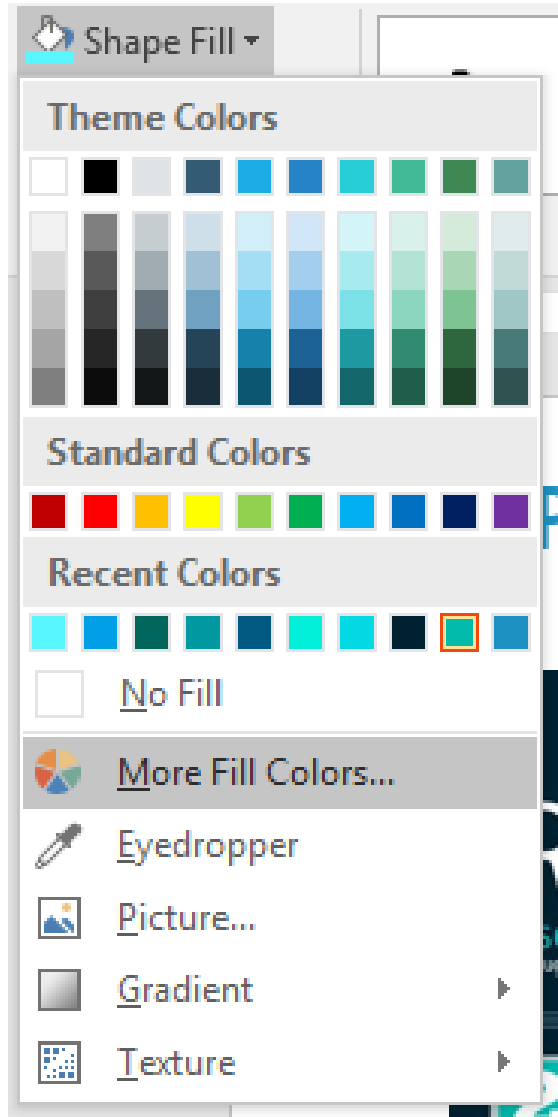 Shape Fill
Theme Colors
Standard Colors
Recent Colors
No Fill
More Fill Colors...
Eyedropper
Picture...
Gradient
Texture